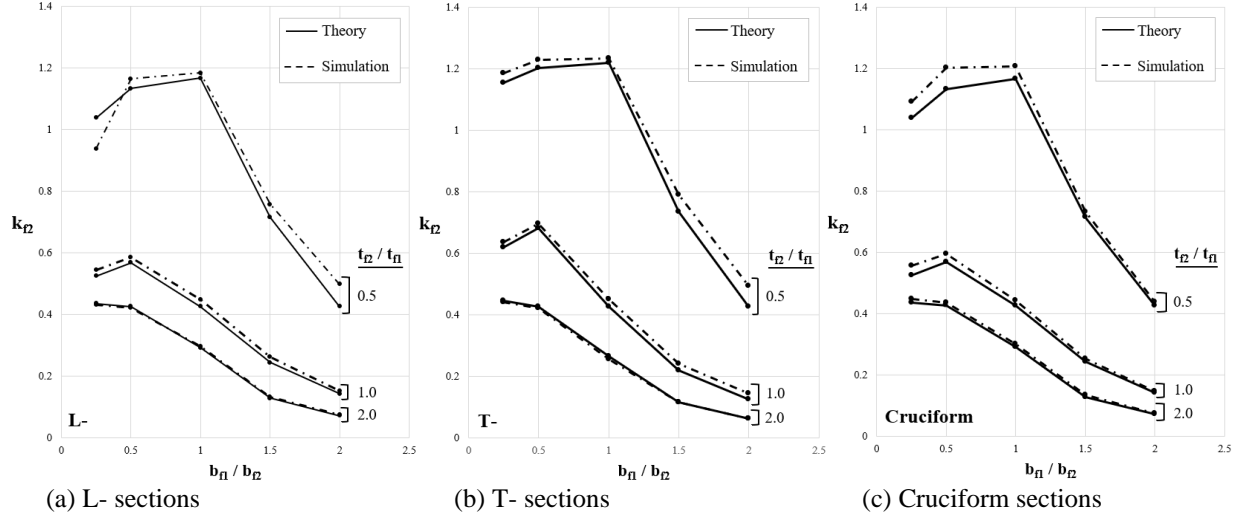 1.4
1.2
1
0.8
0.6
0.4
0.2
0
k_f2
Theory
Simulation
t_f2 / t_f1
0.5
1.0
2.0
L-
0 0.5 1 1.5 2 2.5
b_f1 / b_f2
(a) L- sections
1.4
1.2
1
0.8
0.6
0.4
0.2
0
k_f2
Theory
Simulation
t_f2 / t_f1
0.5
1.0
2.0
T-
0 0.5 1 1.5 2 2.5
b_f1 / b_f2
(b) T- sections
1.4
1.2
1
0.8
0.6
0.4
0.2
0
k_f2
Theory
Simulation
t_f2 / t_f1
0.5
1.0
2.0
Cruciform
0 0.5 1 1.5 2 2.5
b_f1 / b_f2
(c) Cruciform sections